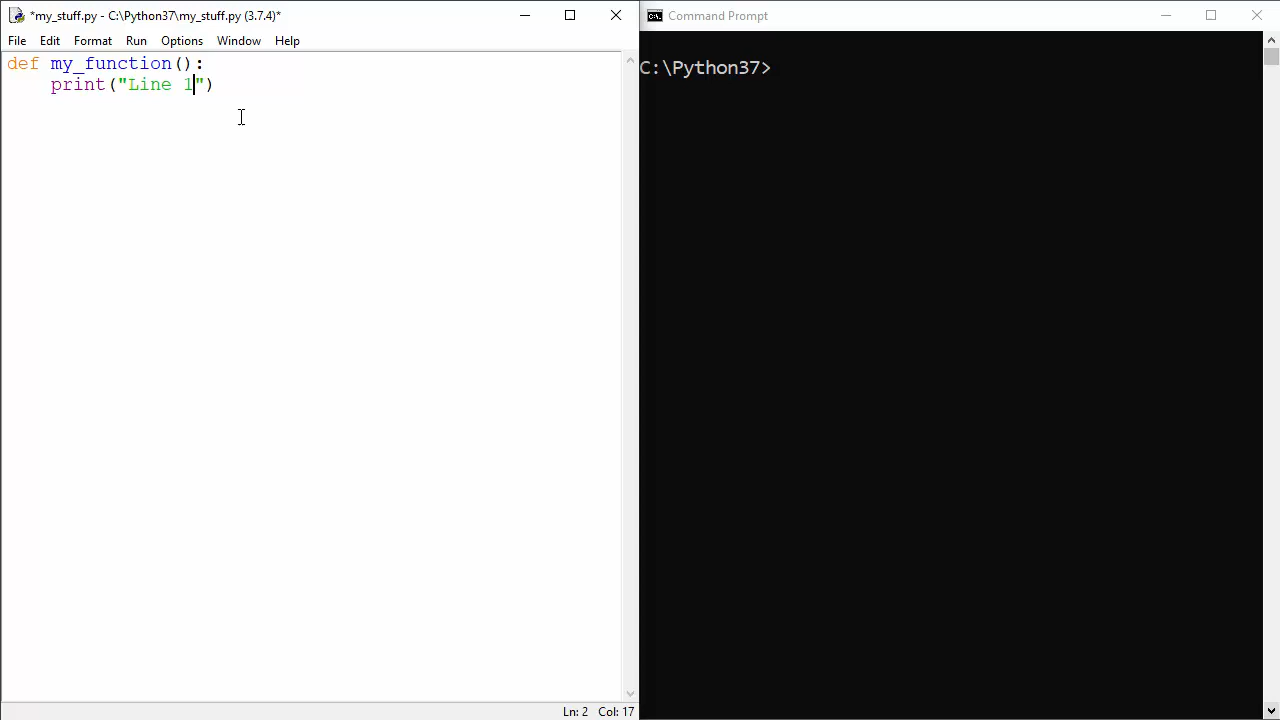 *my_stuff.py - C:\Python37\my_stuff.py (3.7.4)*
File Edit Format Run Options Window Help
def my_function():
    print("Line 1")
Ln: 2 Col: 17
C:\. Command Prompt
C:\Python37>